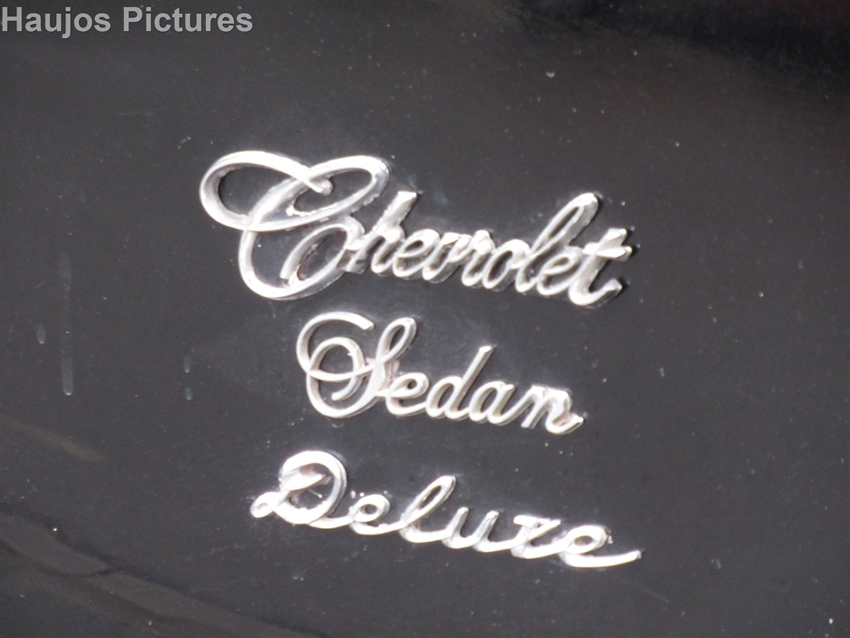 Haujos Pictures
Chevrolet
Sedan
Deluxe